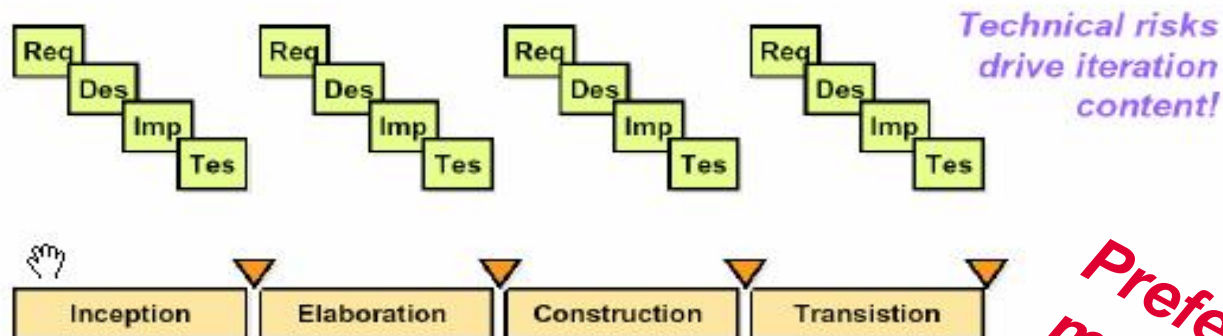 Req
Des
Imp
Tes
Req
Des
Imp
Tes
Req
Des
Imp
Tes
Req
Des
Imp
Tes
Technical risks
drive iteration
content!
Inception
Elaboration
Construction
Transistion